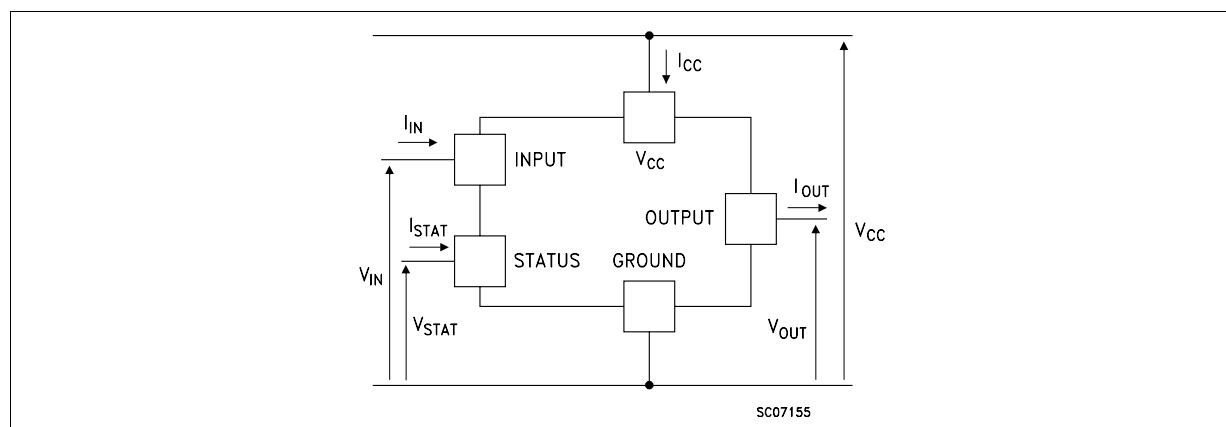 I_CC
I_IN
INPUT
V_CC
I_OUT
OUTPUT
I_STAT
V_CC
STATUS
GROUND
V_IN
V_STAT
V_OUT
SC07155